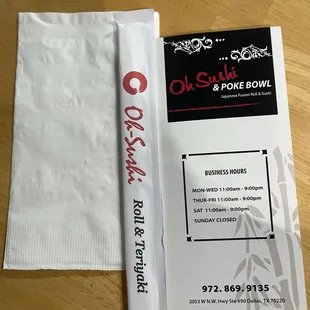 Oh-Sushi
Roll & Teriyaki
Oh Sushi
& POKE BOWL
Japanese Fusion Roll & Sushi
BUSINESS HOURS
MON-WED 11:00am - 9:00pm
THUR-FRI 11:00am - 9:00pm
SAT 11:00am - 9:00pm
SUNDAY CLOSED
972. 869. 9135
2053 W N.W. Hwy Ste #90 Dallas, TX 75220